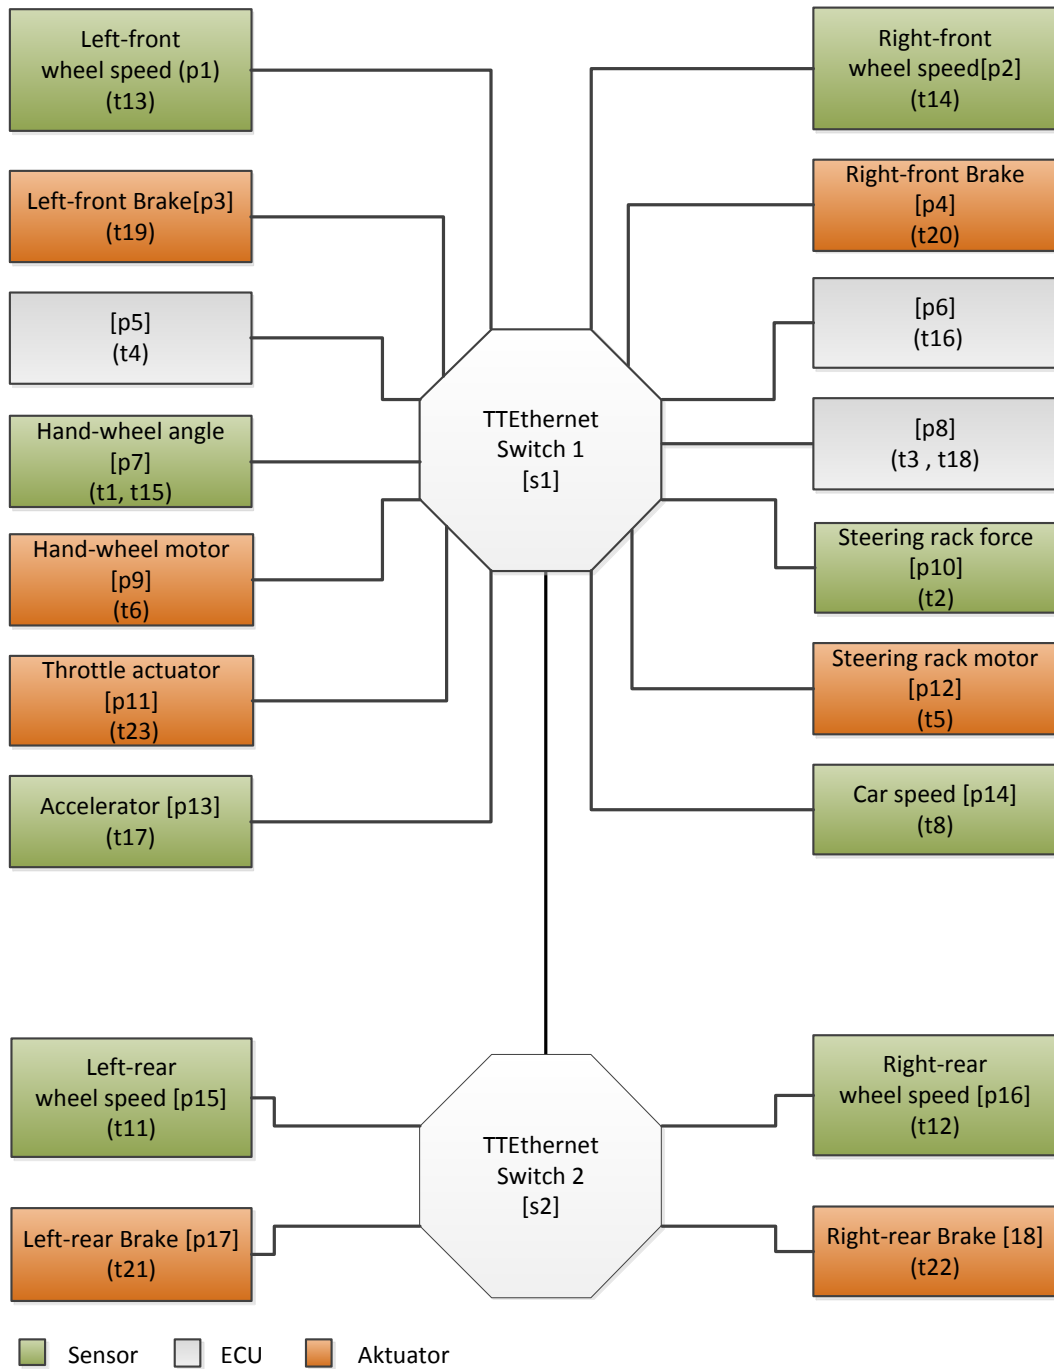 Left-front
wheel speed (p1)
(t13)
Right-front
wheel speed[p2]
(t14)
Left-front Brake[p3]
(t19)
Right-front Brake
[p4]
(t20)
[p5]
(t4)
[p6]
(t16)
TTEthernet
Switch 1
[s1]
Hand-wheel angle
[p7]
(t1, t15)
[p8]
(t3 , t18)
Hand-wheel motor
[p9]
(t6)
Steering rack force
[p10]
(t2)
Throttle actuator
[p11]
(t23)
Steering rack motor
[p12]
(t5)
Accelerator [p13]
(t17)
Car speed [p14]
(t8)
Left-rear
wheel speed [p15]
(t11)
Right-rear
wheel speed [p16]
(t12)
TTEthernet
Switch 2
[s2]
Left-rear Brake [p17]
(t21)
Right-rear Brake [18]
(t22)
Sensor
ECU
Aktuator